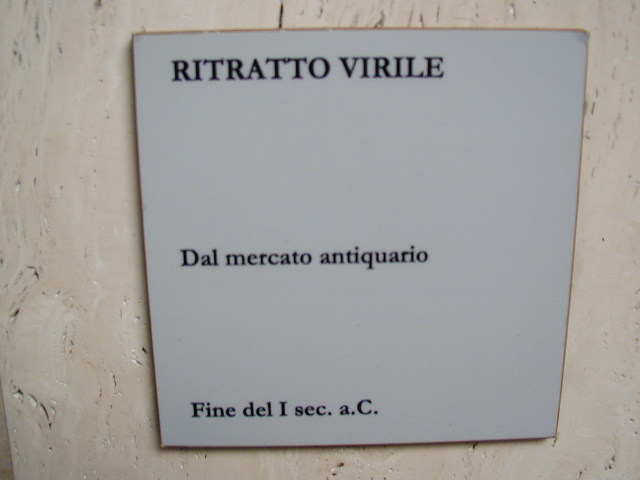 RITRATTO VIRILE
Dal mercato antiquario
Fine del I sec. a.C.